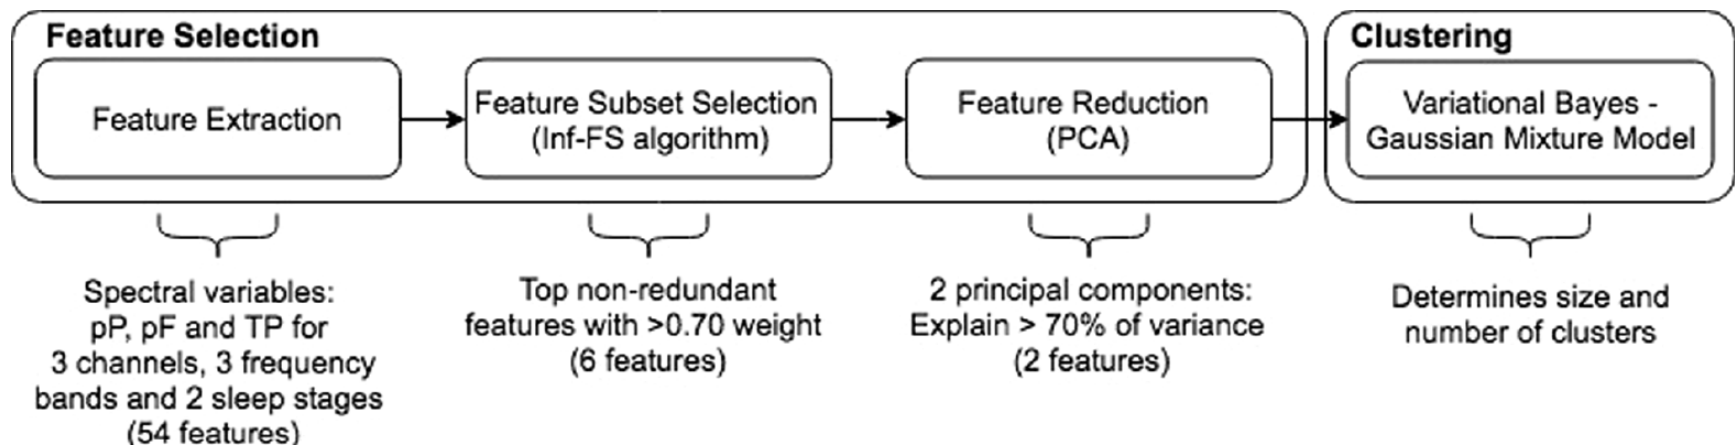 Feature Selection
Feature Extraction
Feature Subset Selection
(Inf-FS algorithm)
Feature Reduction
(PCA)
Clustering
Variational Bayes -
Gaussian Mixture Model
Spectral variables:
pP, pF and TP for
3 channels, 3 frequency
bands and 2 sleep stages
(54 features)
Top non-redundant
features with >0.70 weight
(6 features)
2 principal components:
Explain > 70% of variance
(2 features)
Determines size and
number of clusters